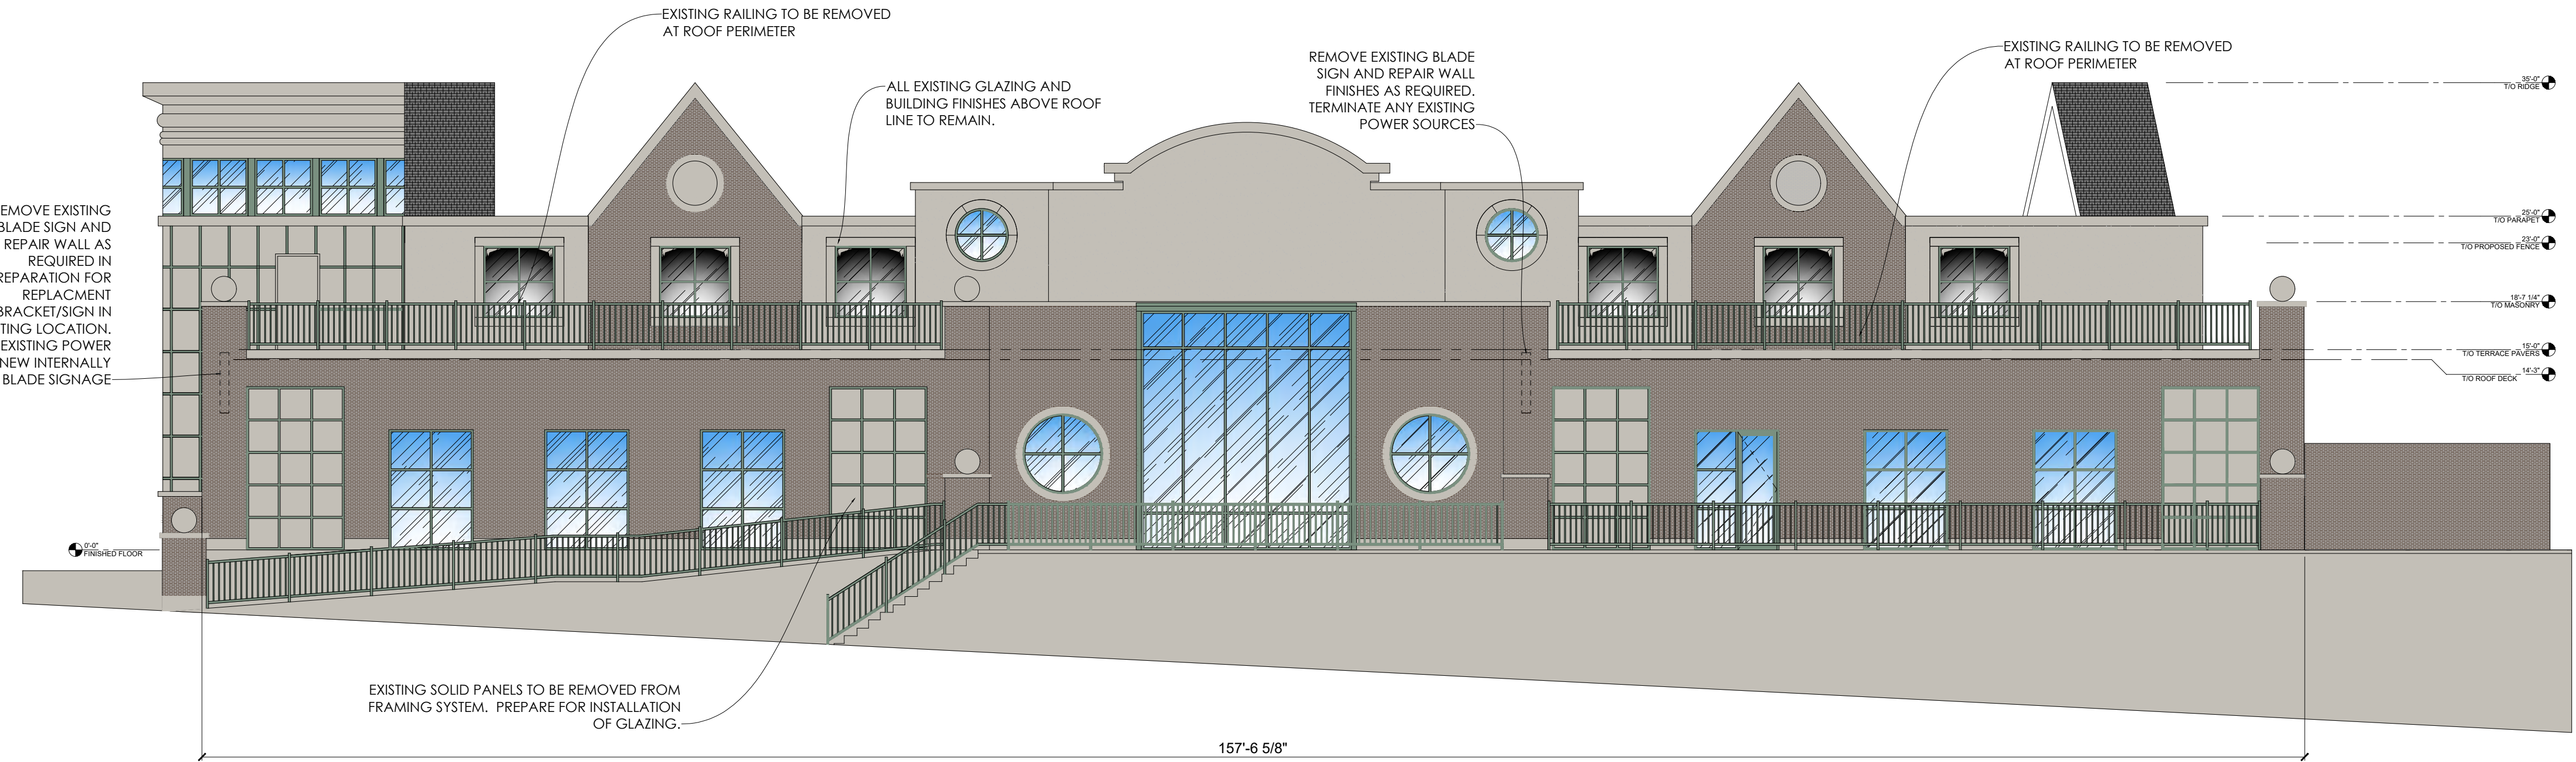 EXISTING RAILING TO BE REMOVED
AT ROOF PERIMETER
ALL EXISTING GLAZING AND
BUILDING FINISHES ABOVE ROOF
LINE TO REMAIN.
REMOVE EXISTING BLADE
SIGN AND REPAIR WALL
FINISHES AS REQUIRED.
TERMINATE ANY EXISTING
POWER SOURCES
EXISTING RAILING TO BE REMOVED
AT ROOF PERIMETER
35'-0"
T/O RIDGE
25'-0"
T/O PARAPET
23'-0"
T/O PROPOSED FENCE
18'-7 1/4"
T/O MASONRY
15'-0"
T/O TERRACE PAVERS
14'-3"
T/O ROOF DECK
EMOVE EXISTING
BLADE SIGN AND
REPAIR WALL AS
REQUIRED IN
REPARATION FOR
REPLACMENT
BRACKET/SIGN IN
TING LOCATION.
EXISTING POWER
NEW INTERNALLY
BLADE SIGNAGE
0'-0"
FINISHED FLOOR
EXISTING SOLID PANELS TO BE REMOVED FROM
FRAMING SYSTEM. PREPARE FOR INSTALLATION
OF GLAZING.
157'-6 5/8"